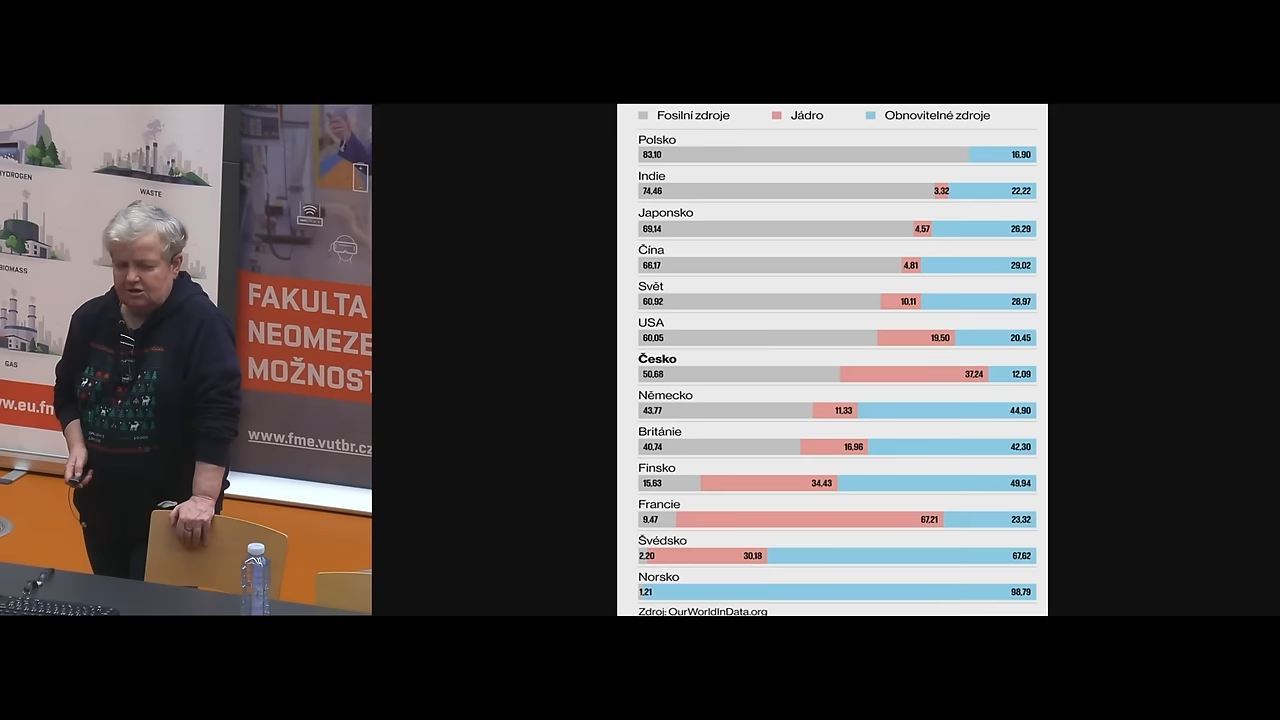 HYDROGEN
WASTE
BIOMASS
GAS
www.eu.fm
FAKULTA
NEOMEZE
MOŽNOST
www.fme.vutbr.cz
Fosilní zdroje Jádro Obnovitelné zdroje
Polsko
83,10 16,90
Indie
74,46 3,32 22,22
Japonsko
69,14 4,57 26,29
Čína
66,17 4,81 29,02
Svět
60,92 10,11 28,97
USA
60,05 19,50 20,45
Česko
50,68 37,24 12,09
Německo
43,77 11,33 44,90
Británie
40,74 16,96 42,30
Finsko
15,63 34,43 49,94
Francie
9,47 67,21 23,32
Švédsko
2,20 30,18 67,62
Norsko
1,21 98,79
Zdroj: OurWorldInData.org